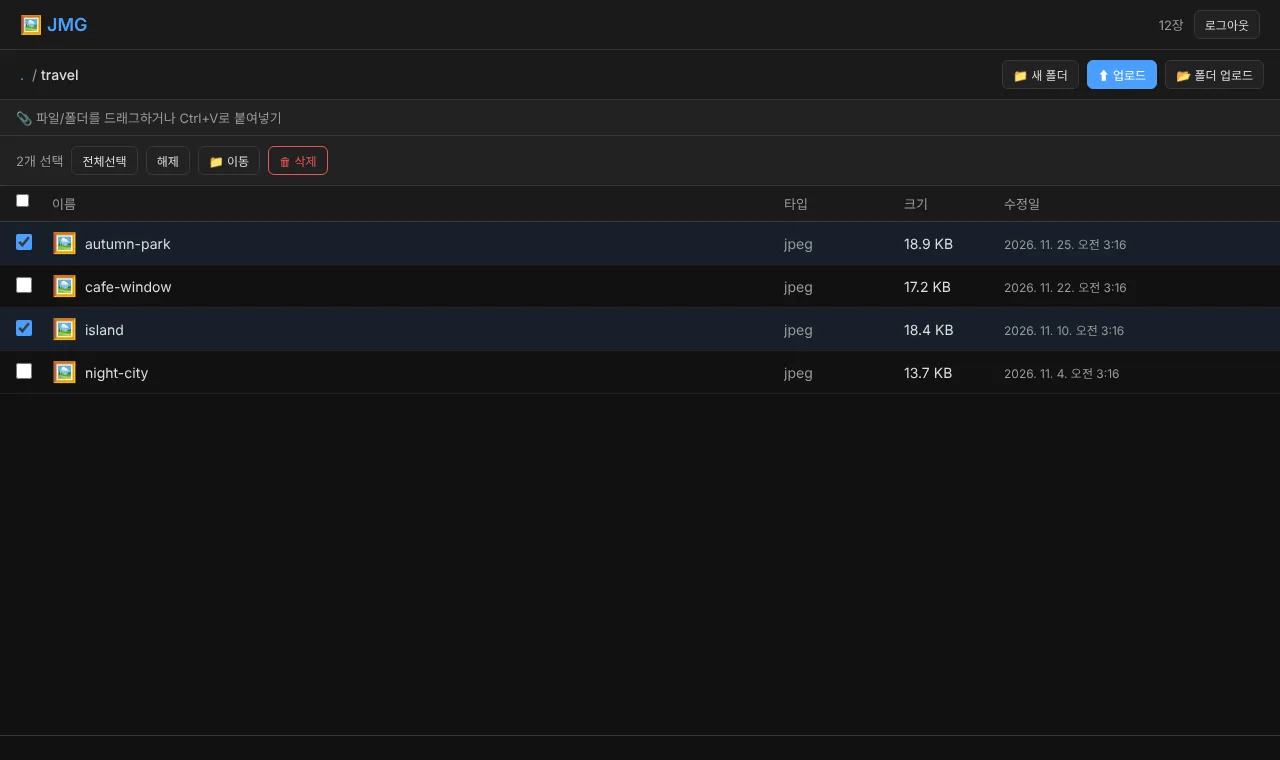 JMG 12장 로그아웃
. / travel 새 폴더 업로드 폴더 업로드
파일/폴더를 드래그하거나 Ctrl+V로 붙여넣기
2개 선택 전체선택 해제 이동 삭제
이름 타입 크기 수정일
autumn-park jpeg 18.9 KB 2026. 11. 25. 오전 3:16
cafe-window jpeg 17.2 KB 2026. 11. 22. 오전 3:16
island jpeg 18.4 KB 2026. 11. 10. 오전 3:16
night-city jpeg 13.7 KB 2026. 11. 4. 오전 3:16